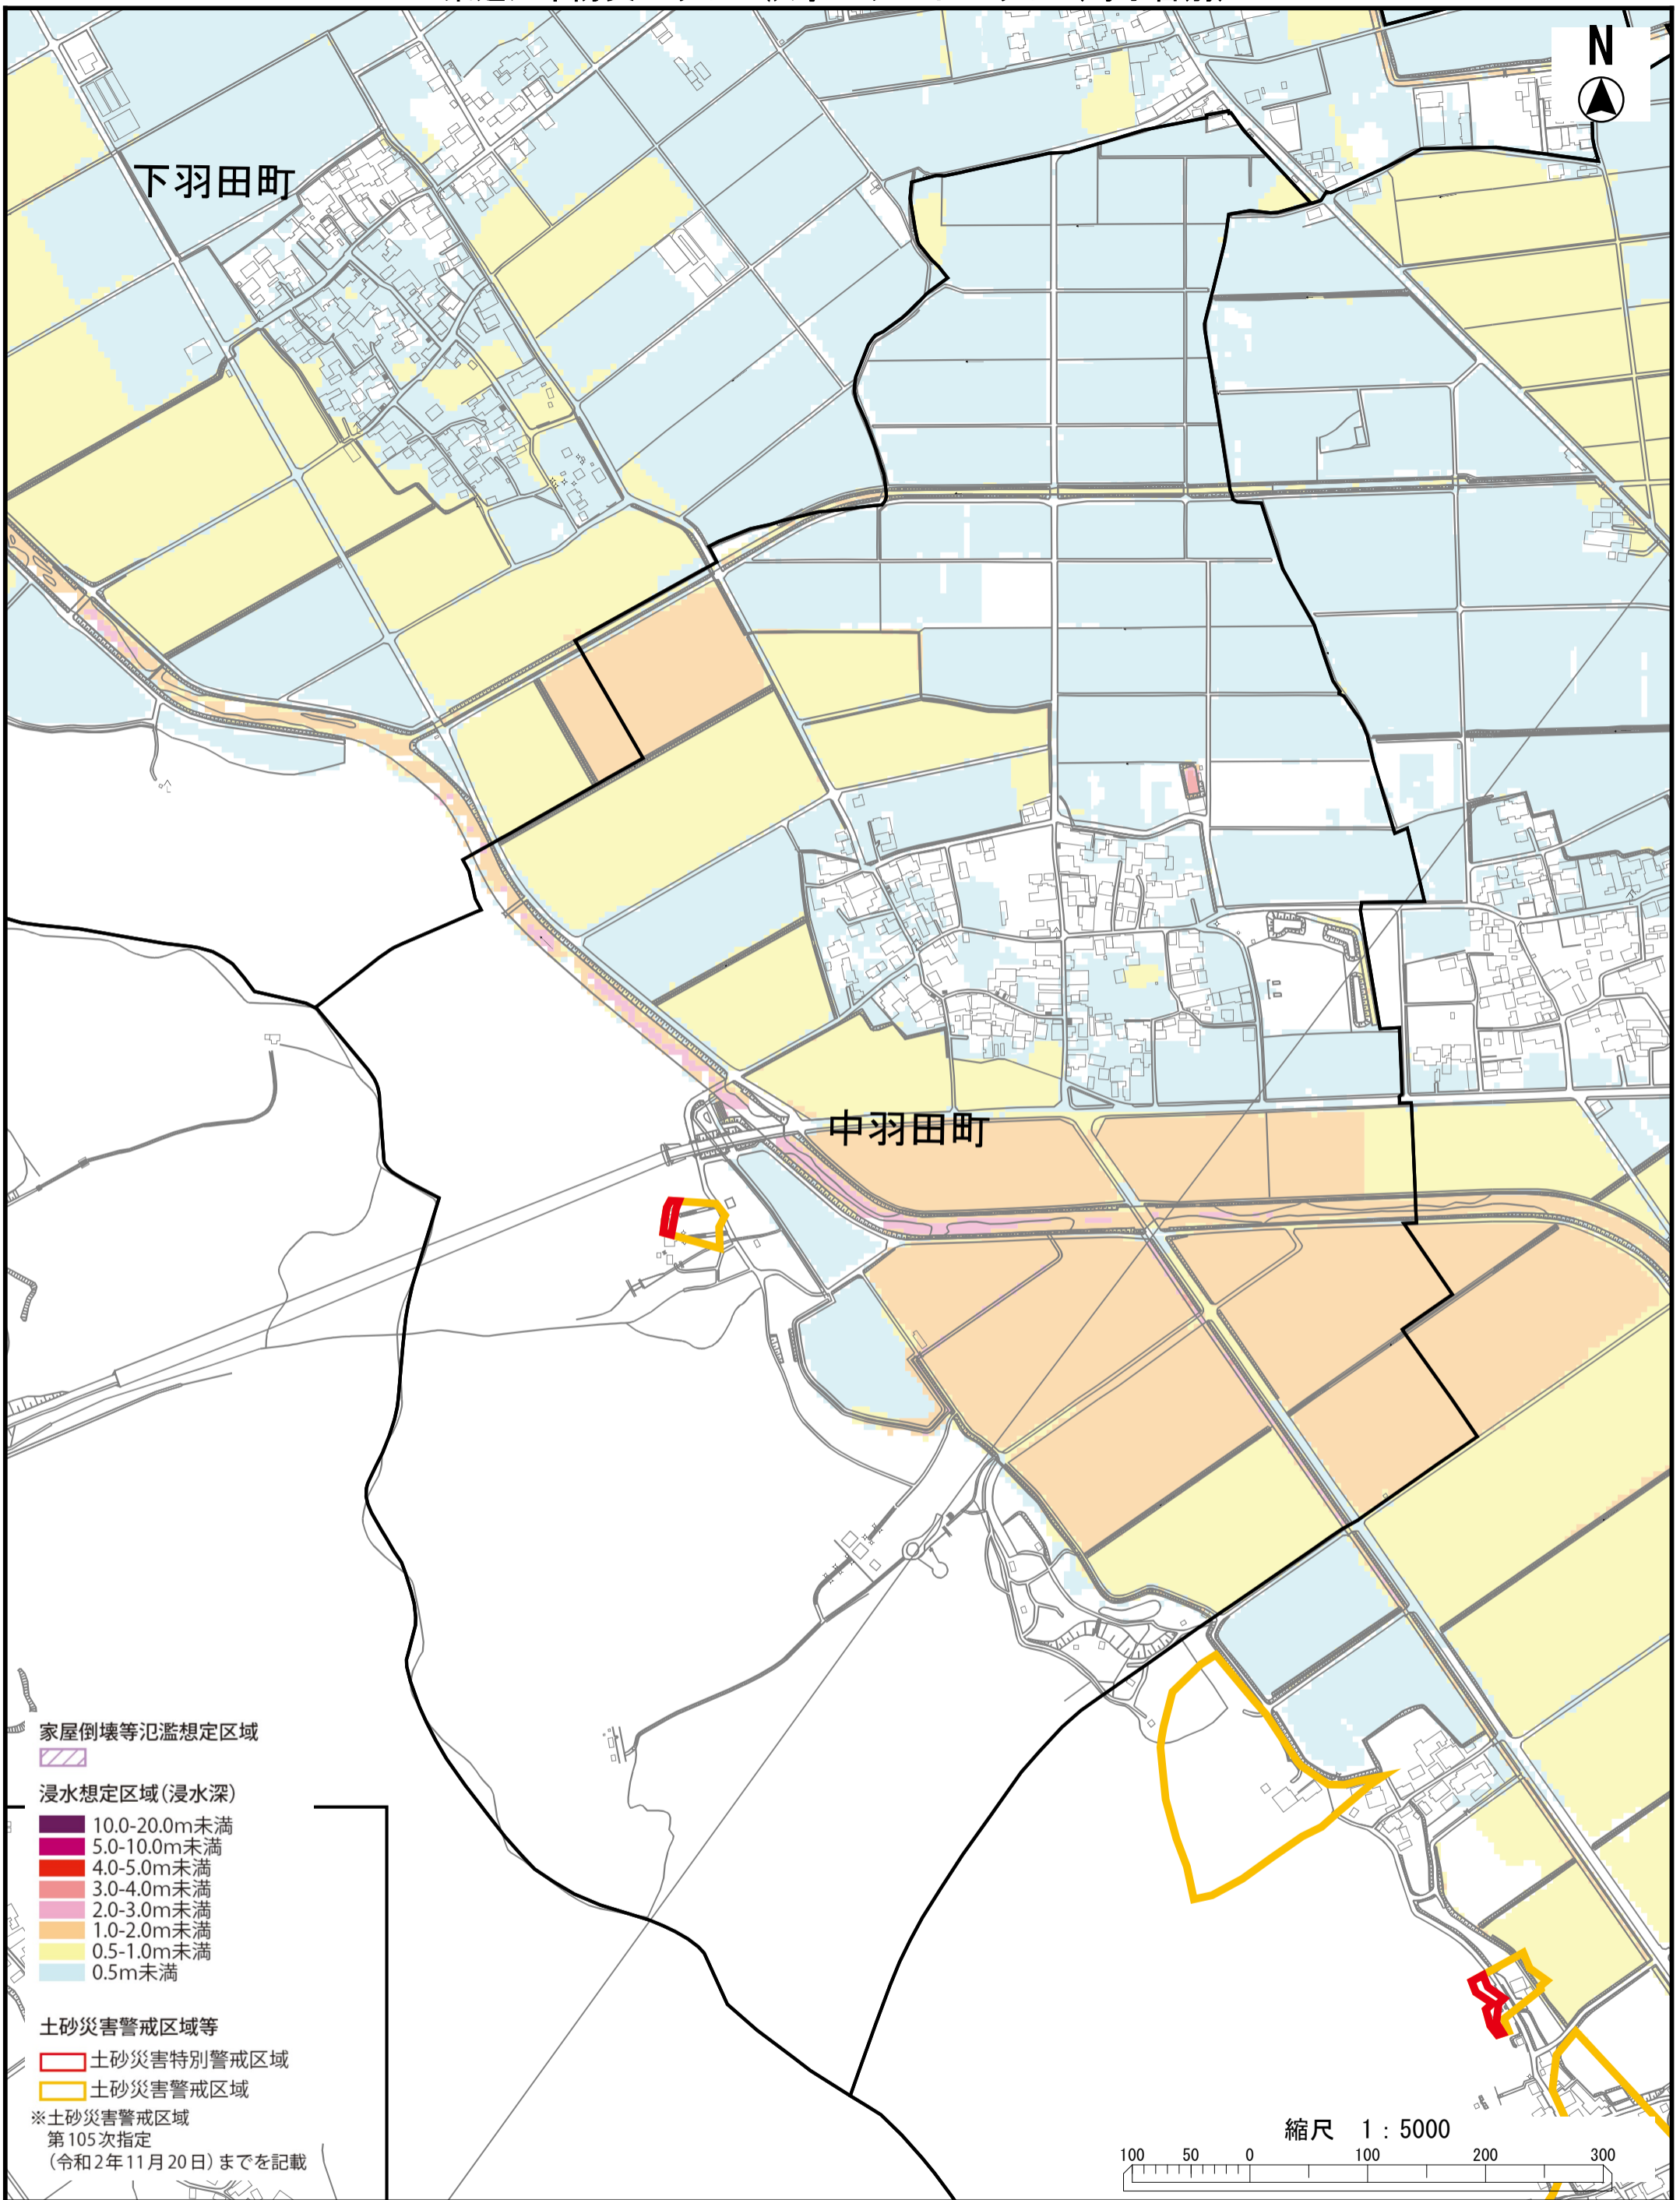 N
下羽田町
中羽田町
家屋倒壊等氾濫想定区域
浸水想定区域(浸水深)
10.0-20.0m未満
5.0-10.0m未満
4.0-5.0m未満
3.0-4.0m未満
2.0-3.0m未満
1.0-2.0m未満
0.5-1.0m未満
0.5m未満
土砂災害警戒区域等
土砂災害特別警戒区域
土砂災害警戒区域
※土砂災害警戒区域
第105次指定
(令和2年11月20日)までを記載
縮尺 1:5000
100 50 0 100 200 300